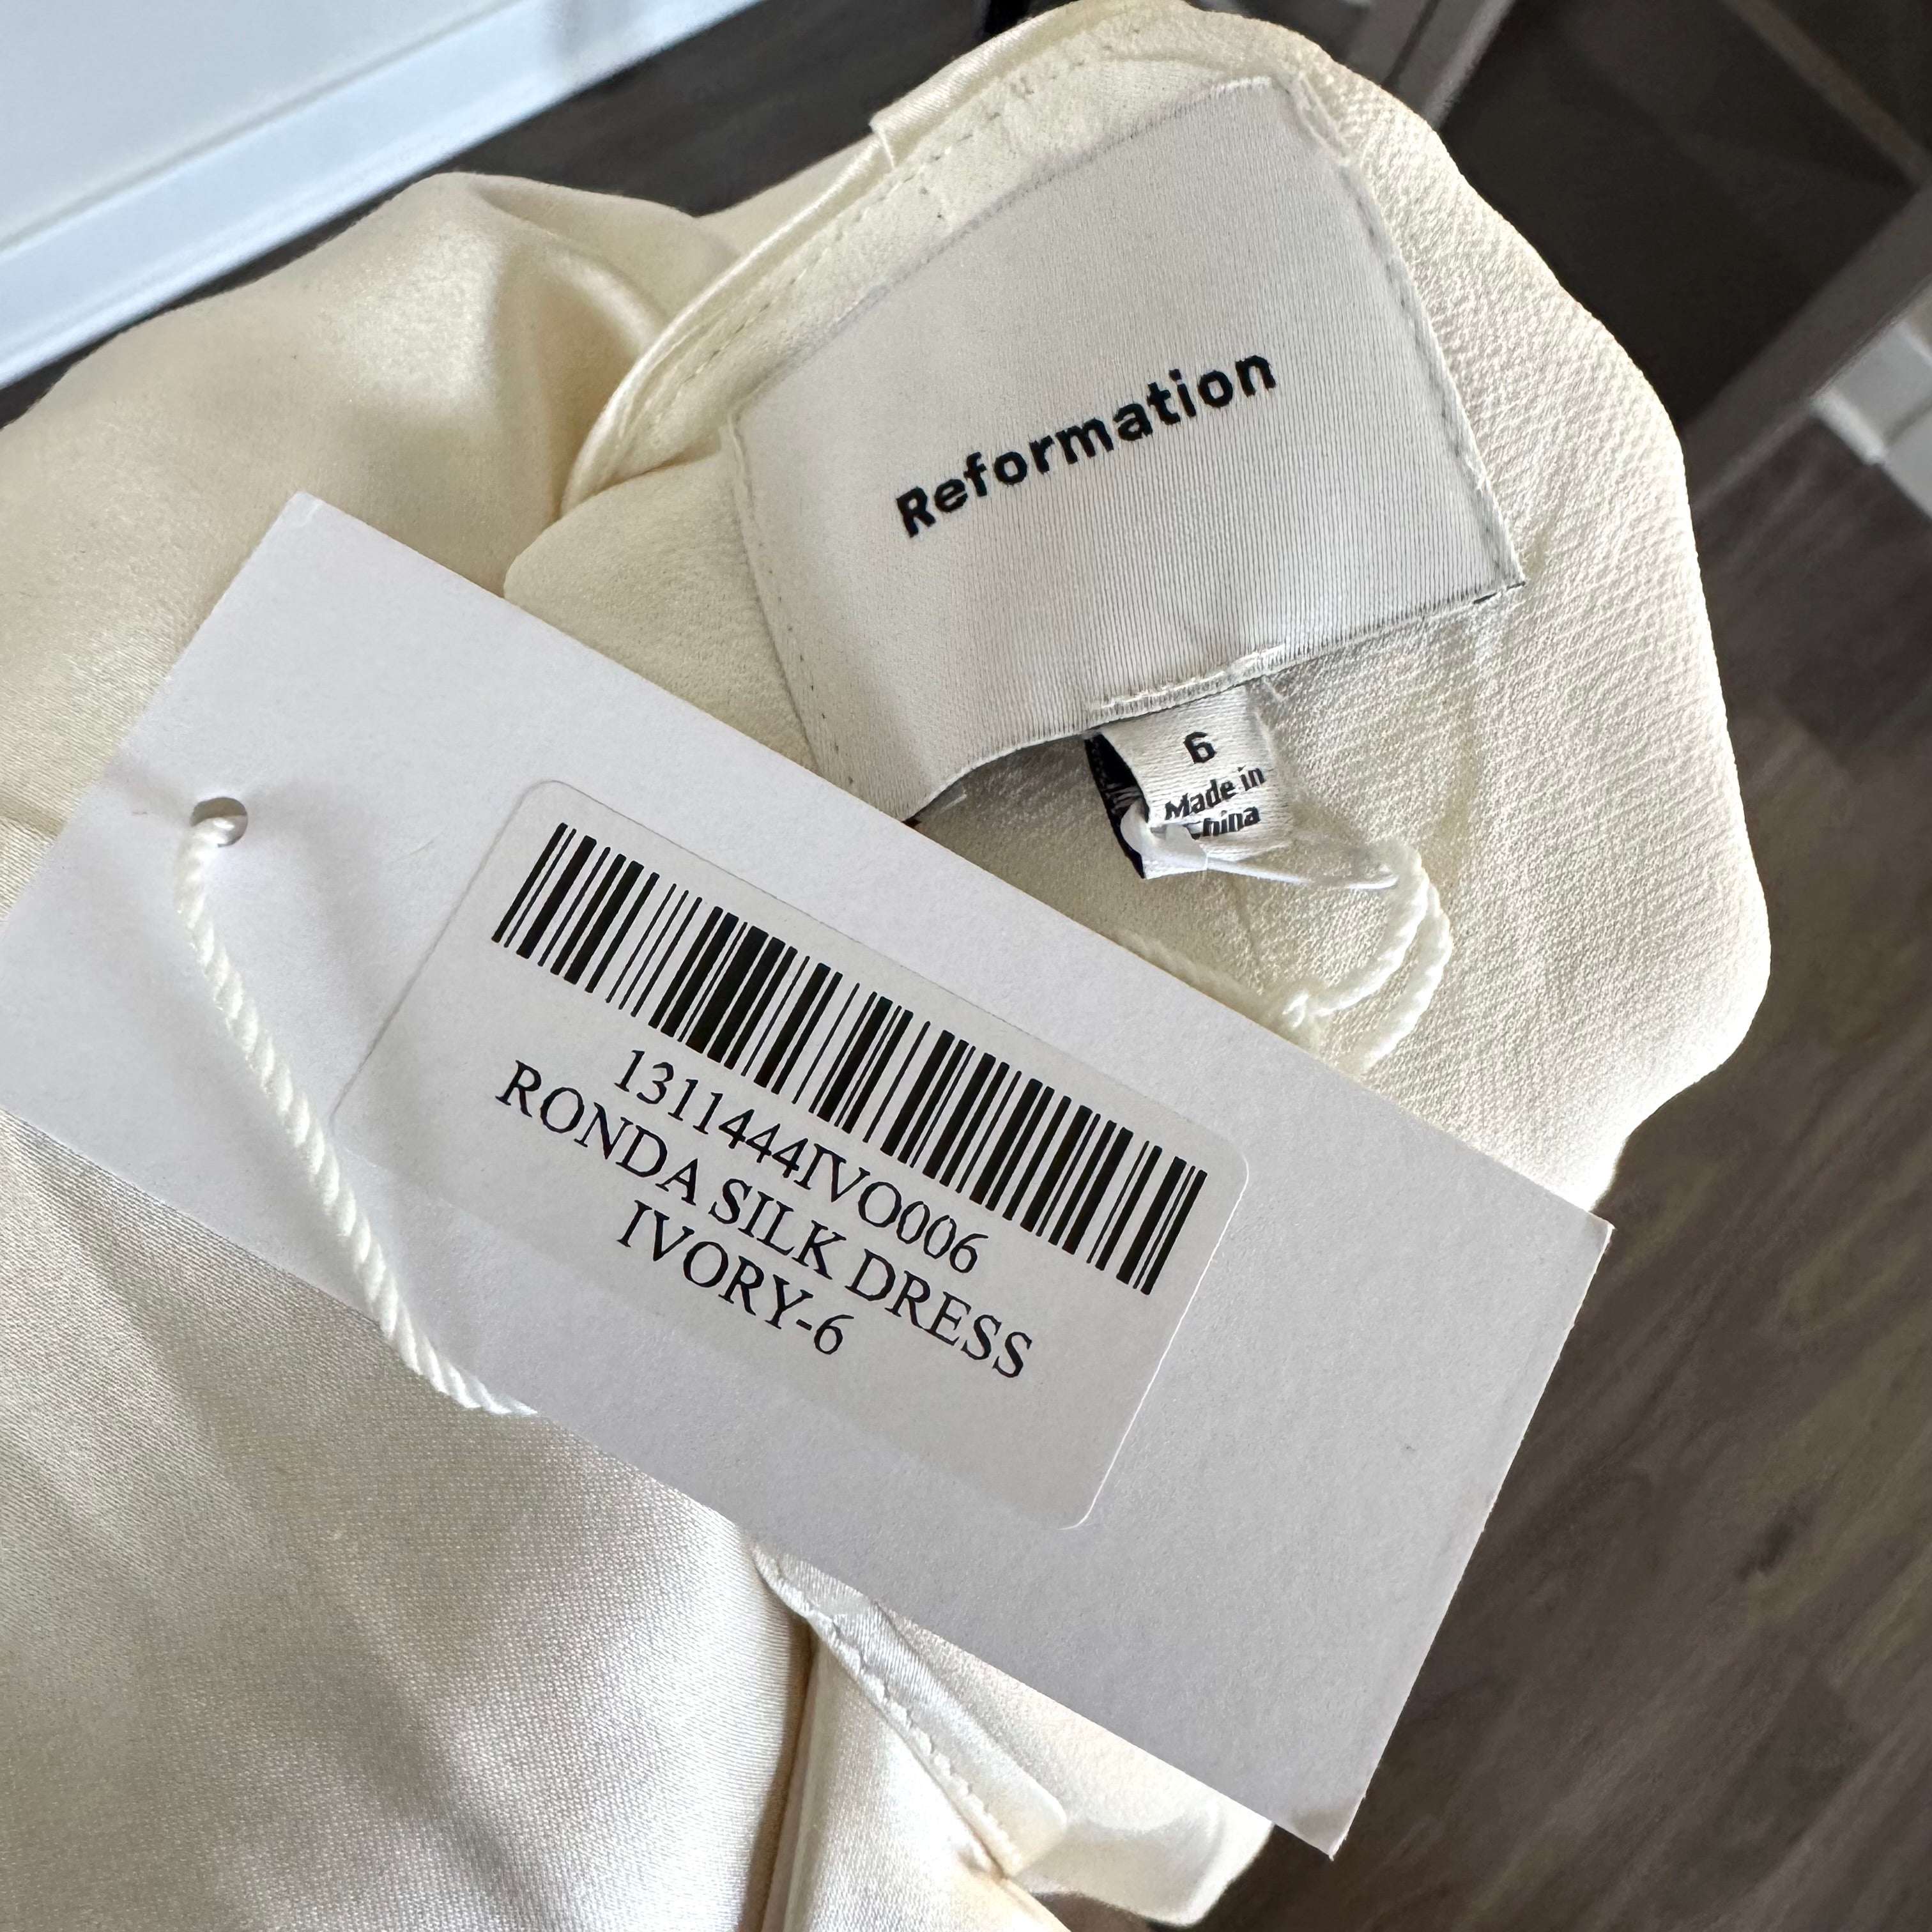 Reformation
6
Made in
China
1311444IVO006
RONDA SILK DRESS
IVORY-6